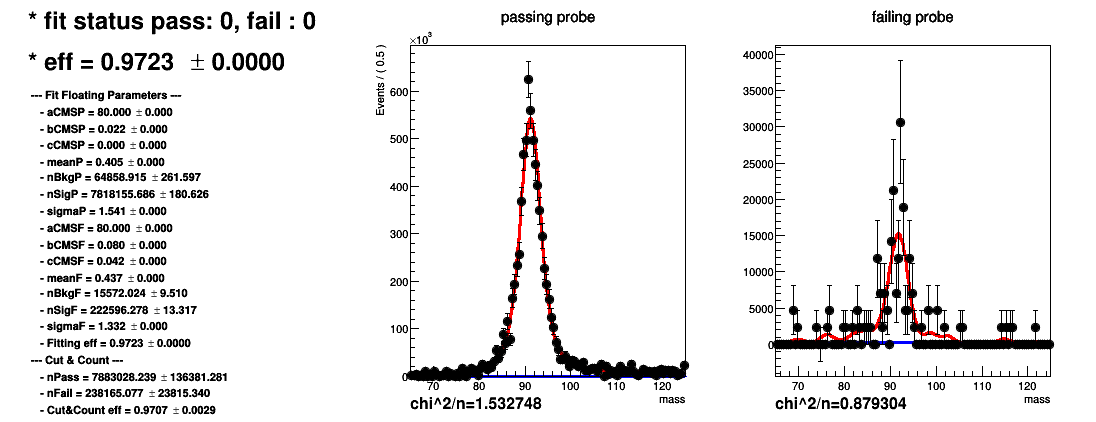 * fit status pass: 0, fail : 0
* eff = 0.9723 ± 0.0000
--- Fit Floating Parameters ---
- aCMSP = 80.000 ± 0.000
- bCMSP = 0.022 ± 0.000
- cCMSP = 0.000 ± 0.000
- meanP = 0.405 ± 0.000
- nBkgP = 64858.915 ± 261.597
- nSigP = 7818155.686 ± 180.626
- sigmaP = 1.541 ± 0.000
- aCMSF = 80.000 ± 0.000
- bCMSF = 0.080 ± 0.000
- cCMSF = 0.042 ± 0.000
- meanF = 0.437 ± 0.000
- nBkgF = 15572.024 ± 9.510
- nSigF = 222596.278 ± 13.317
- sigmaF = 1.332 ± 0.000
- Fitting eff = 0.9723 ± 0.0000
--- Cut & Count ---
- nPass = 7883028.239 ± 136381.281
- nFail = 238165.077 ± 23815.340
- Cut&Count eff = 0.9707 ± 0.0029
passing probe
×10³
Events / ( 0.5 )
600
500
400
300
200
100
0
70 80 90 100 110 120
mass
chi^2/n=1.532748
failing probe
40000
35000
30000
25000
20000
15000
10000
5000
0
70 80 90 100 110 120
mass
chi^2/n=0.879304